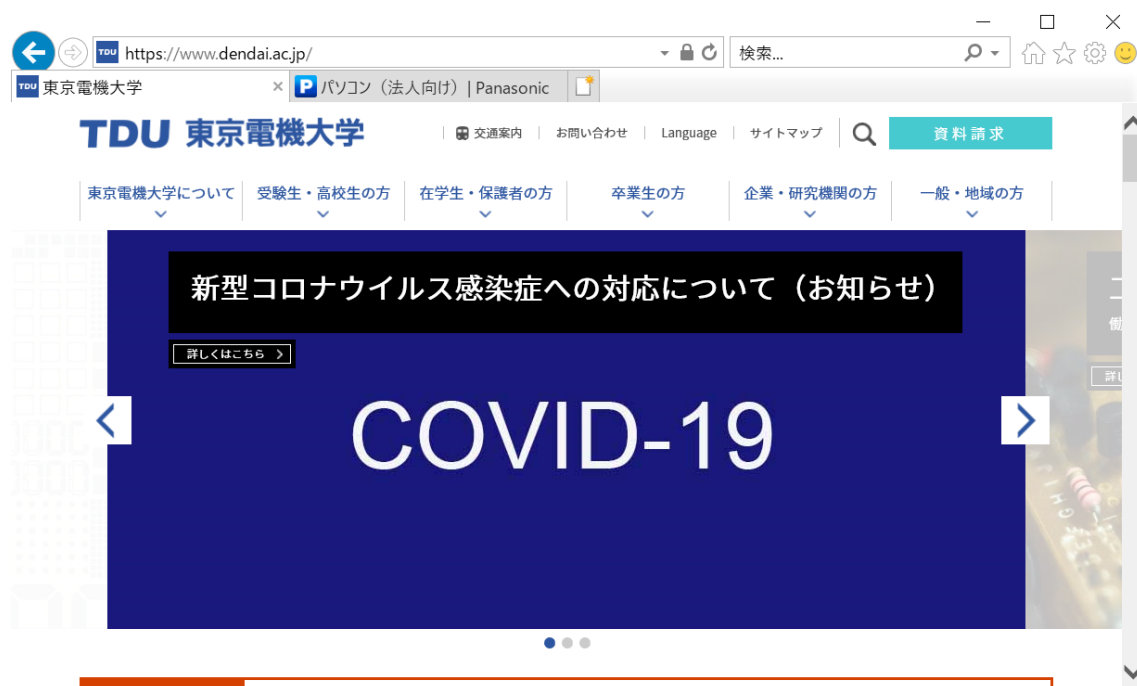 TDU https://www.dendai.ac.jp/ 検索...
TDU 東京電機大学 × P パソコン（法人向け）| Panasonic
TDU 東京電機大学 交通案内 お問い合わせ Language サイトマップ 資料請求
東京電機大学について 受験生・高校生の方 在学生・保護者の方 卒業生の方 企業・研究機関の方 一般・地域の方
新型コロナウイルス感染症への対応について（お知らせ）
詳しくはこちら
COVID-19